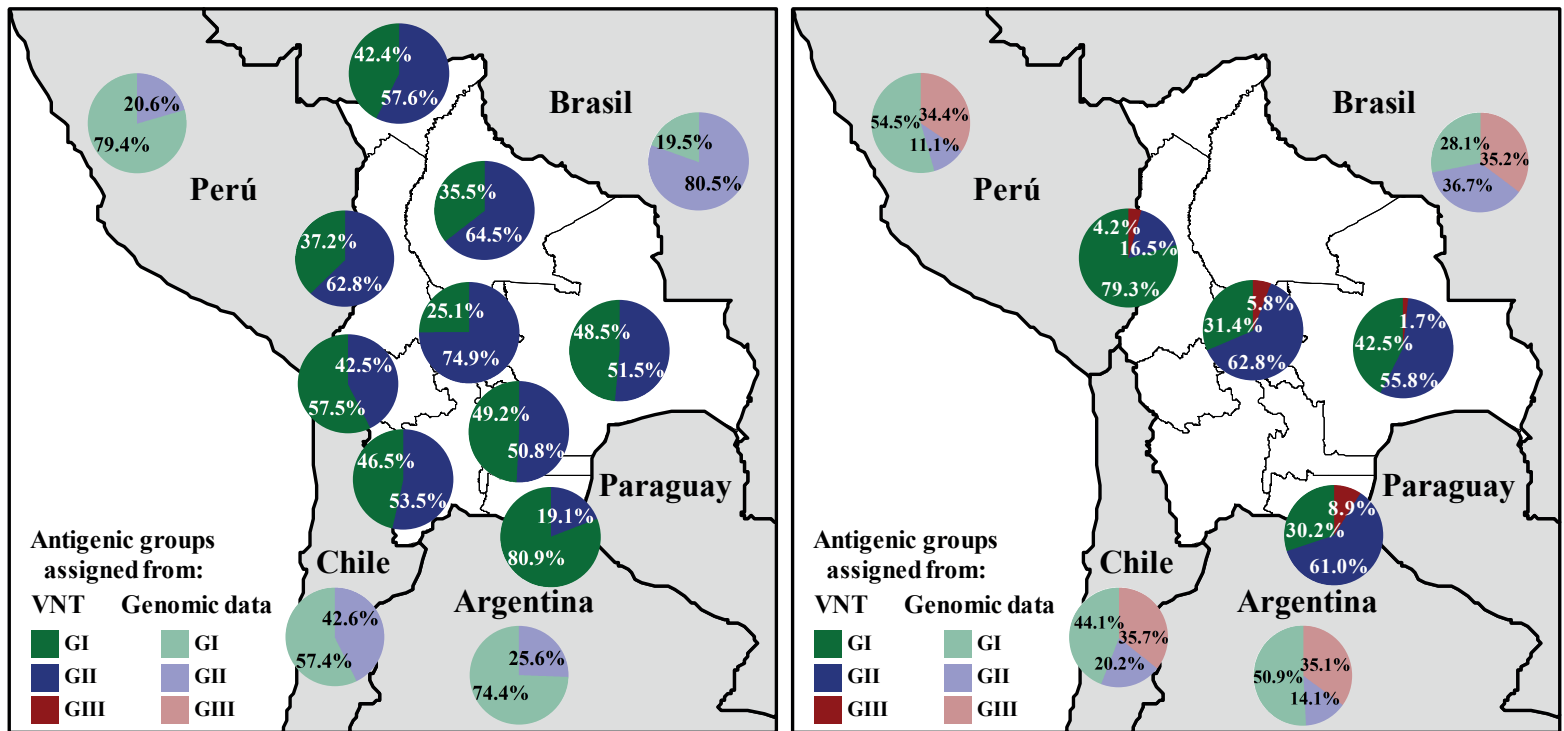 42.4%
57.6%
Brasil
20.6%
79.4%
19.5%
80.5%
Perú
35.5%
64.5%
37.2%
62.8%
25.1%
74.9%
48.5%
51.5%
42.5%
57.5%
49.2%
50.8%
46.5%
53.5%
Paraguay
19.1%
80.9%
Antigenic groups
assigned from:
VNT Genomic data
GI GI
GII GII
GIII GIII
Chile
42.6%
57.4%
Argentina
25.6%
74.4%
Brasil
54.5% 34.4%
11.1%
28.1%
35.2%
36.7%
Perú
4.2%
16.5%
79.3%
5.8%
31.4%
62.8%
1.7%
42.5%
55.8%
Paraguay
8.9%
30.2%
61.0%
Antigenic groups
assigned from:
VNT Genomic data
GI GI
GII GII
GIII GIII
Chile
44.1%
35.7%
20.2%
Argentina
35.1%
50.9%
14.1%